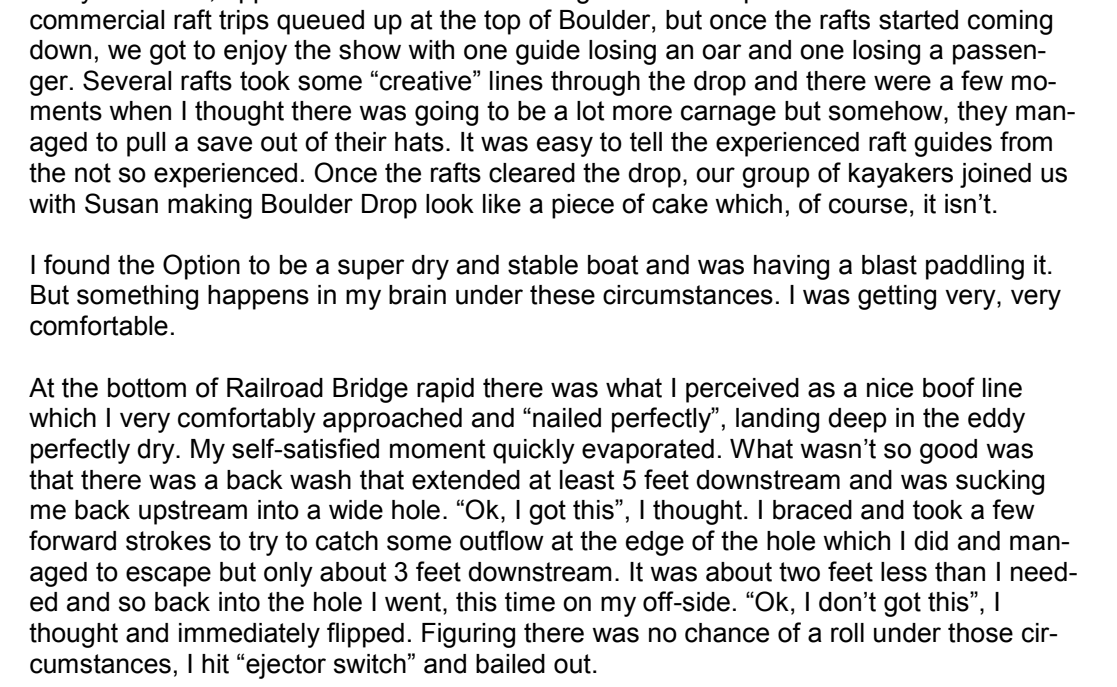 commercial raft trips queued up at the top of Boulder, but once the rafts started coming
down, we got to enjoy the show with one guide losing an oar and one losing a passen-
ger. Several rafts took some “creative” lines through the drop and there were a few mo-
ments when I thought there was going to be a lot more carnage but somehow, they man-
aged to pull a save out of their hats. It was easy to tell the experienced raft guides from
the not so experienced. Once the rafts cleared the drop, our group of kayakers joined us
with Susan making Boulder Drop look like a piece of cake which, of course, it isn’t.
I found the Option to be a super dry and stable boat and was having a blast paddling it.
But something happens in my brain under these circumstances. I was getting very, very
comfortable.
At the bottom of Railroad Bridge rapid there was what I perceived as a nice boof line
which I very comfortably approached and “nailed perfectly”, landing deep in the eddy
perfectly dry. My self-satisfied moment quickly evaporated. What wasn’t so good was
that there was a back wash that extended at least 5 feet downstream and was sucking
me back upstream into a wide hole. “Ok, I got this”, I thought. I braced and took a few
forward strokes to try to catch some outflow at the edge of the hole which I did and man-
aged to escape but only about 3 feet downstream. It was about two feet less than I need-
ed and so back into the hole I went, this time on my off-side. “Ok, I don’t got this”, I
thought and immediately flipped. Figuring there was no chance of a roll under those cir-
cumstances, I hit “ejector switch” and bailed out.